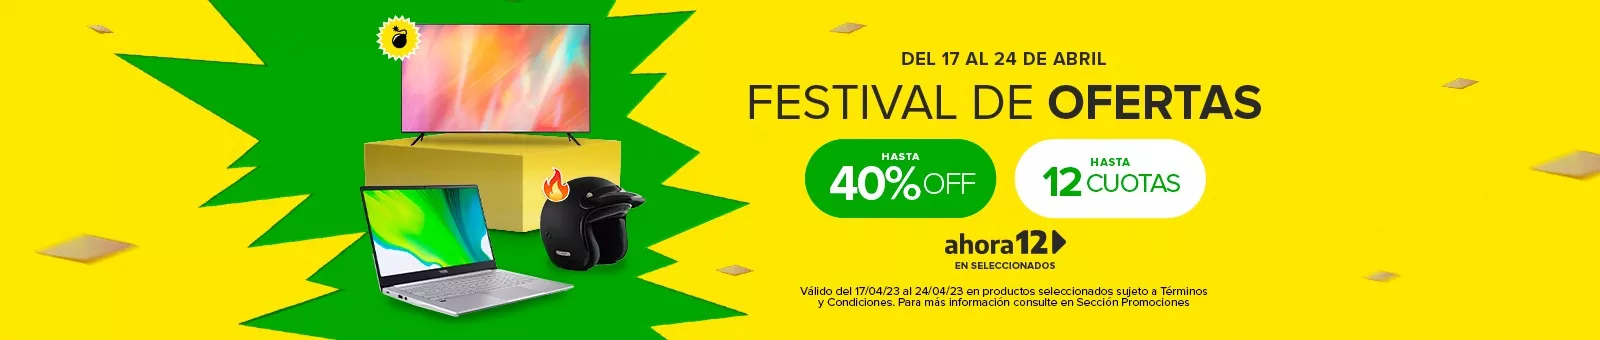 DEL 17 AL 24 DE ABRIL
FESTIVAL DE OFERTAS
HASTA
40% OFF
HASTA
12 CUOTAS
ahora12
EN SELECCIONADOS
Válido del 17/04/23 al 24/04/23 en productos seleccionados sujeto a Términos
y Condiciones. Para más información consulte en Sección Promociones